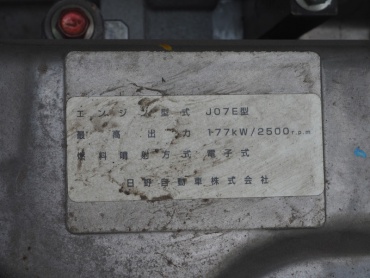 エンジン型式 J07E型
最高出力 177kW/2500r.p.m
燃料噴射方式 電子式
日野自動車株式会社